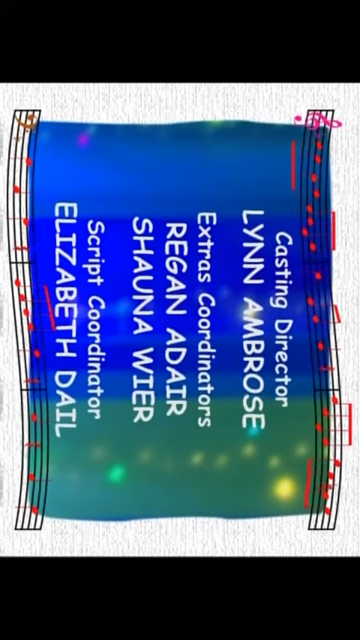 Casting Director
LYNN AMBROSE
Extras Coordinators
REGAN ADAIR
SHAUNA WIER
Script Coordinator
ELIZABETH DAIL